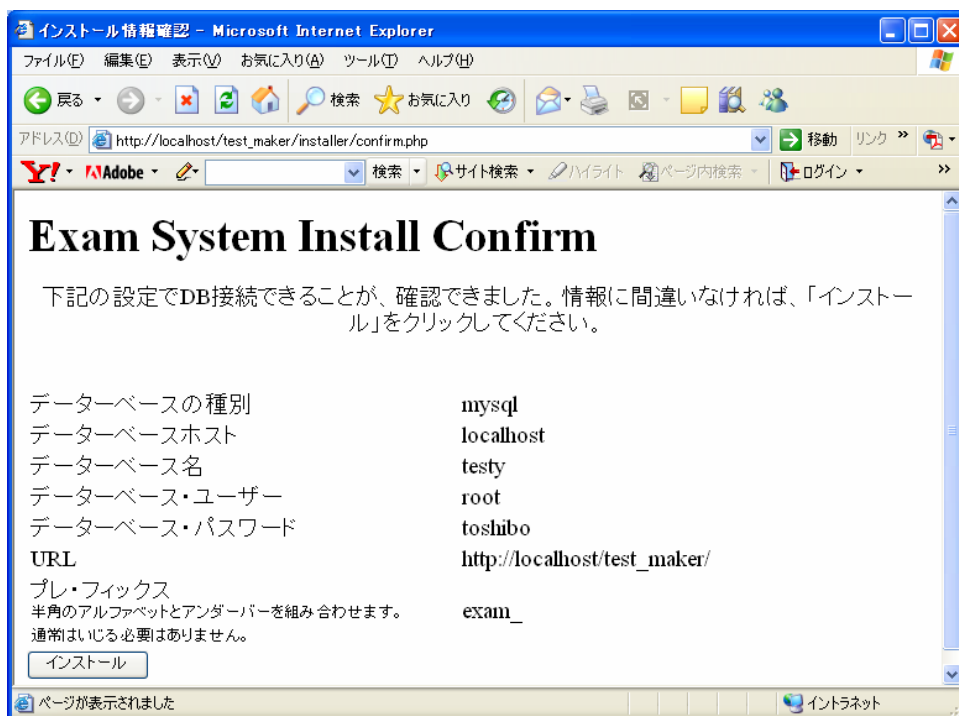 インストール情報確認 - Microsoft Internet Explorer
ファイル(F) 編集(E) 表示(V) お気に入り(A) ツール(T) ヘルプ(H)
戻る 検索 お気に入り
アドレス(D) http://localhost/test_maker/installer/confirm.php 移動 リンク »
Y! Adobe 検索 サイト検索 ハイライト ページ内検索 ログイン »
Exam System Install Confirm
下記の設定でDB接続できることが、確認できました。情報に間違いなければ、「インストー
ル」をクリックしてください。
データーベースの種別 mysql
データーベースホスト localhost
データーベース名 testy
データーベース・ユーザー root
データーベース・パスワード toshibo
URL http://localhost/test_maker/
プレ・フィックス
半角のアルファベットとアンダーバーを組み合わせます。 exam_
通常はいじる必要はありません。
インストール
ページが表示されました イントラネット